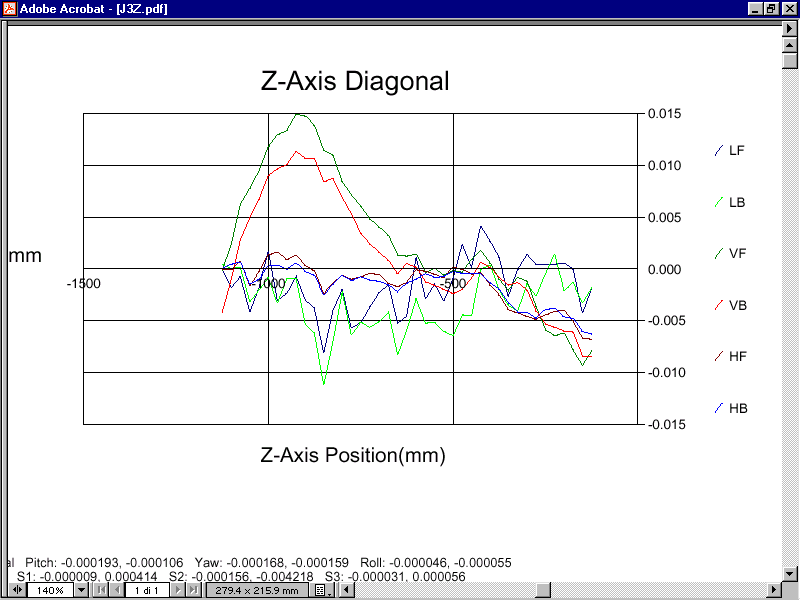 Adobe Acrobat - [J3Z.pdf]
Z-Axis Diagonal
0.015
0.010
0.005
0.000
-0.005
-0.010
-0.015
mm
-1500
-1000
-500
LF
LB
VF
VB
HF
HB
Z-Axis Position(mm)
al Pitch: -0.000193, -0.000106 Yaw: -0.000168, -0.000159 Roll: -0.000046, -0.000055
S1: -0.000009, 0.000414 S2: -0.000156, -0.004218 S3: -0.000031, 0.000056
140% 1 di 1 279.4 x 215.9 mm